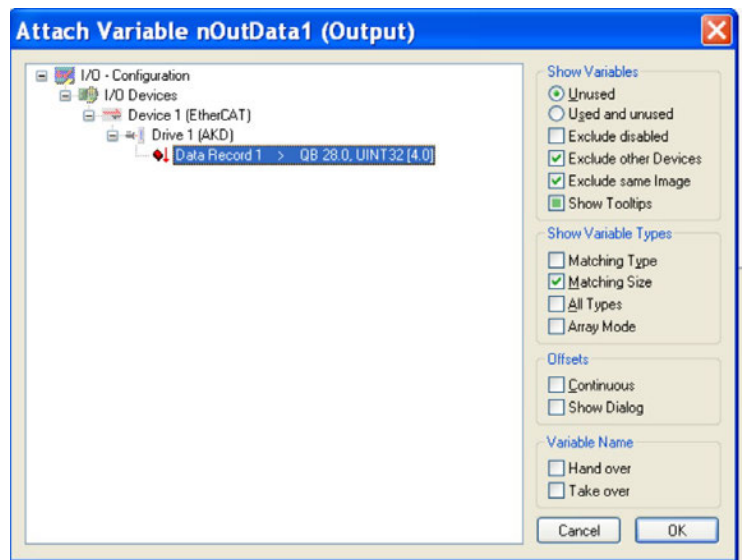 Attach Variable nOutData1 (Output)
I/O - Configuration
I/O Devices
Device 1 (EtherCAT)
Drive 1 (AKD)
Data Record 1 > QB 28.0, UINT32 [4.0]
Show Variables
Unused
Used and unused
Exclude disabled
Exclude other Devices
Exclude same Image
Show Tooltips
Show Variable Types
Matching Type
Matching Size
All Types
Array Mode
Offsets
Continuous
Show Dialog
Variable Name
Hand over
Take over
Cancel OK